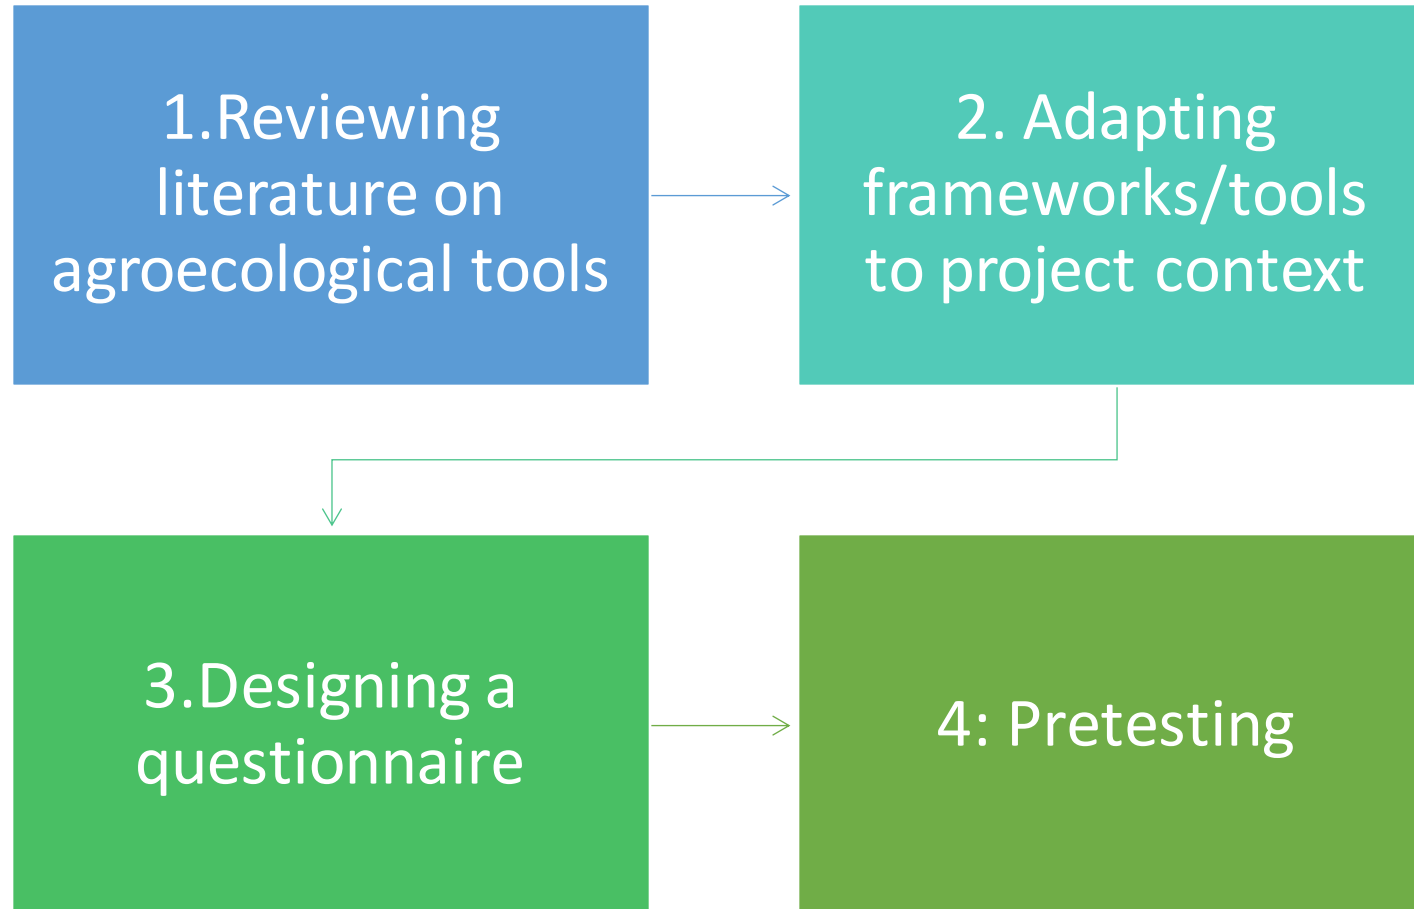 1.Reviewing
literature on
agroecological tools
2. Adapting
frameworks/tools
to project context
3.Designing a
questionnaire
4: Pretesting